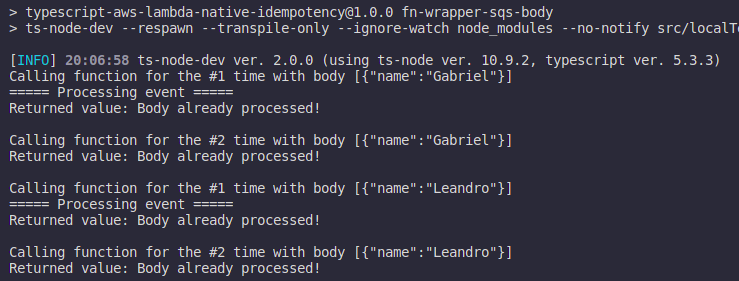 > typescript-aws-lambda-native-idempotency@1.0.0 fn-wrapper-sqs-body
> ts-node-dev --respawn --transpile-only --ignore-watch node_modules --no-notify src/localT
[INFO] 20:06:58 ts-node-dev ver. 2.0.0 (using ts-node ver. 10.9.2, typescript ver. 5.3.3)
Calling function for the #1 time with body [{"name":"Gabriel"}]
===== Processing event =====
Returned value: Body already processed!
Calling function for the #2 time with body [{"name":"Gabriel"}]
Returned value: Body already processed!
Calling function for the #1 time with body [{"name":"Leandro"}]
===== Processing event =====
Returned value: Body already processed!
Calling function for the #2 time with body [{"name":"Leandro"}]
Returned value: Body already processed!